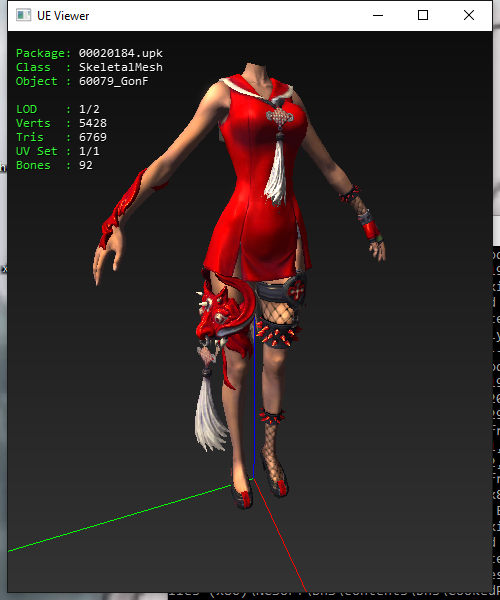 UE Viewer
Package: 00020184.upk
Class : SkeletalMesh
Object : 60079_GonF
LOD : 1/2
Verts : 5428
Tris : 6769
UV Set : 1/1
Bones : 92